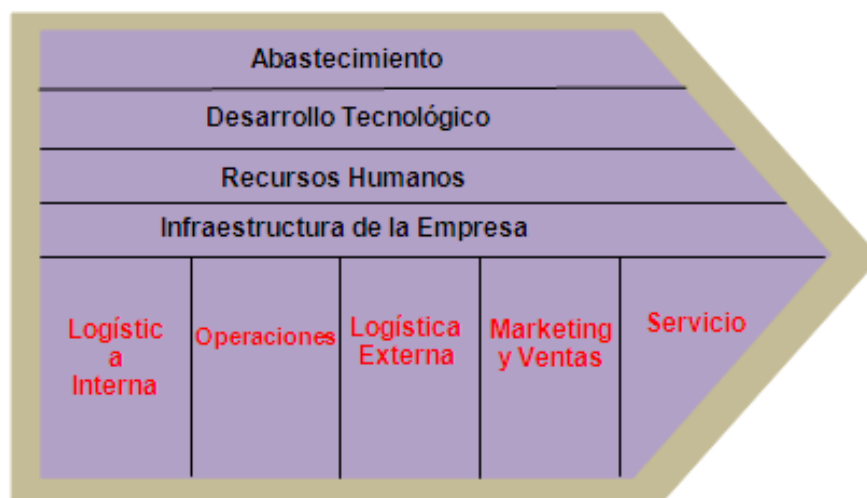 Abastecimiento
Desarrollo Tecnológico
Recursos Humanos
Infraestructura de la Empresa
Logístic
a
Interna
Operaciones
Logística
Externa
Marketing
y Ventas
Servicio